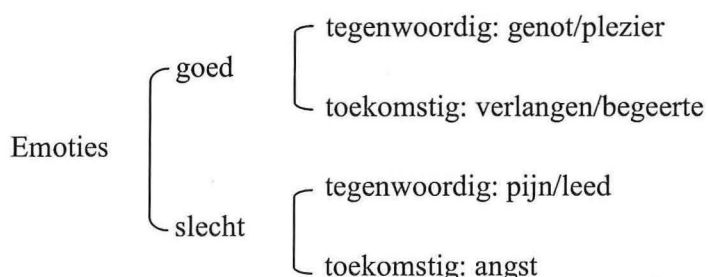 tegenwoordig: genot/plezier
goed
toekomstig: verlangen/begeerte
Emoties
tegenwoordig: pijn/leed
slecht
toekomstig: angst